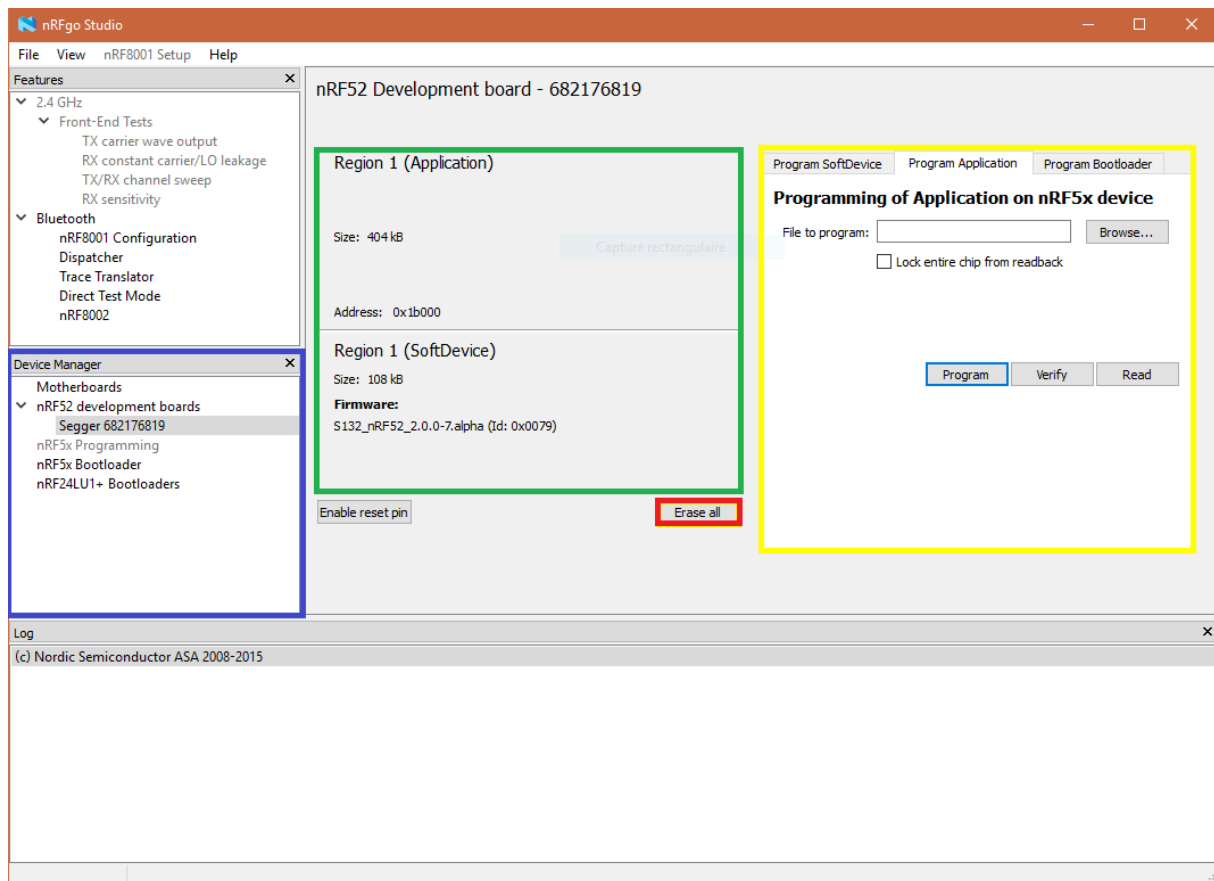 nRFgo Studio
File View nRF8001 Setup Help
Features
2.4 GHz
Front-End Tests
TX carrier wave output
RX constant carrier/LO leakage
TX/RX channel sweep
RX sensitivity
Bluetooth
nRF8001 Configuration
Dispatcher
Trace Translator
Direct Test Mode
nRF8002
Device Manager
Motherboards
nRF52 development boards
Segger 682176819
nRF5x Programming
nRF5x Bootloader
nRF24LU1+ Bootloaders
nRF52 Development board - 682176819
Region 1 (Application)
Size: 404 kB
Capture rectangulaire
Address: 0x1b000
Region 1 (SoftDevice)
Size: 108 kB
Firmware:
S132_nRF52_2.0.0-7.alpha (Id: 0x0079)
Enable reset pin Erase all
Program SoftDevice Program Application Program Bootloader
Programming of Application on nRF5x device
File to program: Browse...
Lock entire chip from readback
Program Verify Read
Log
(c) Nordic Semiconductor ASA 2008-2015